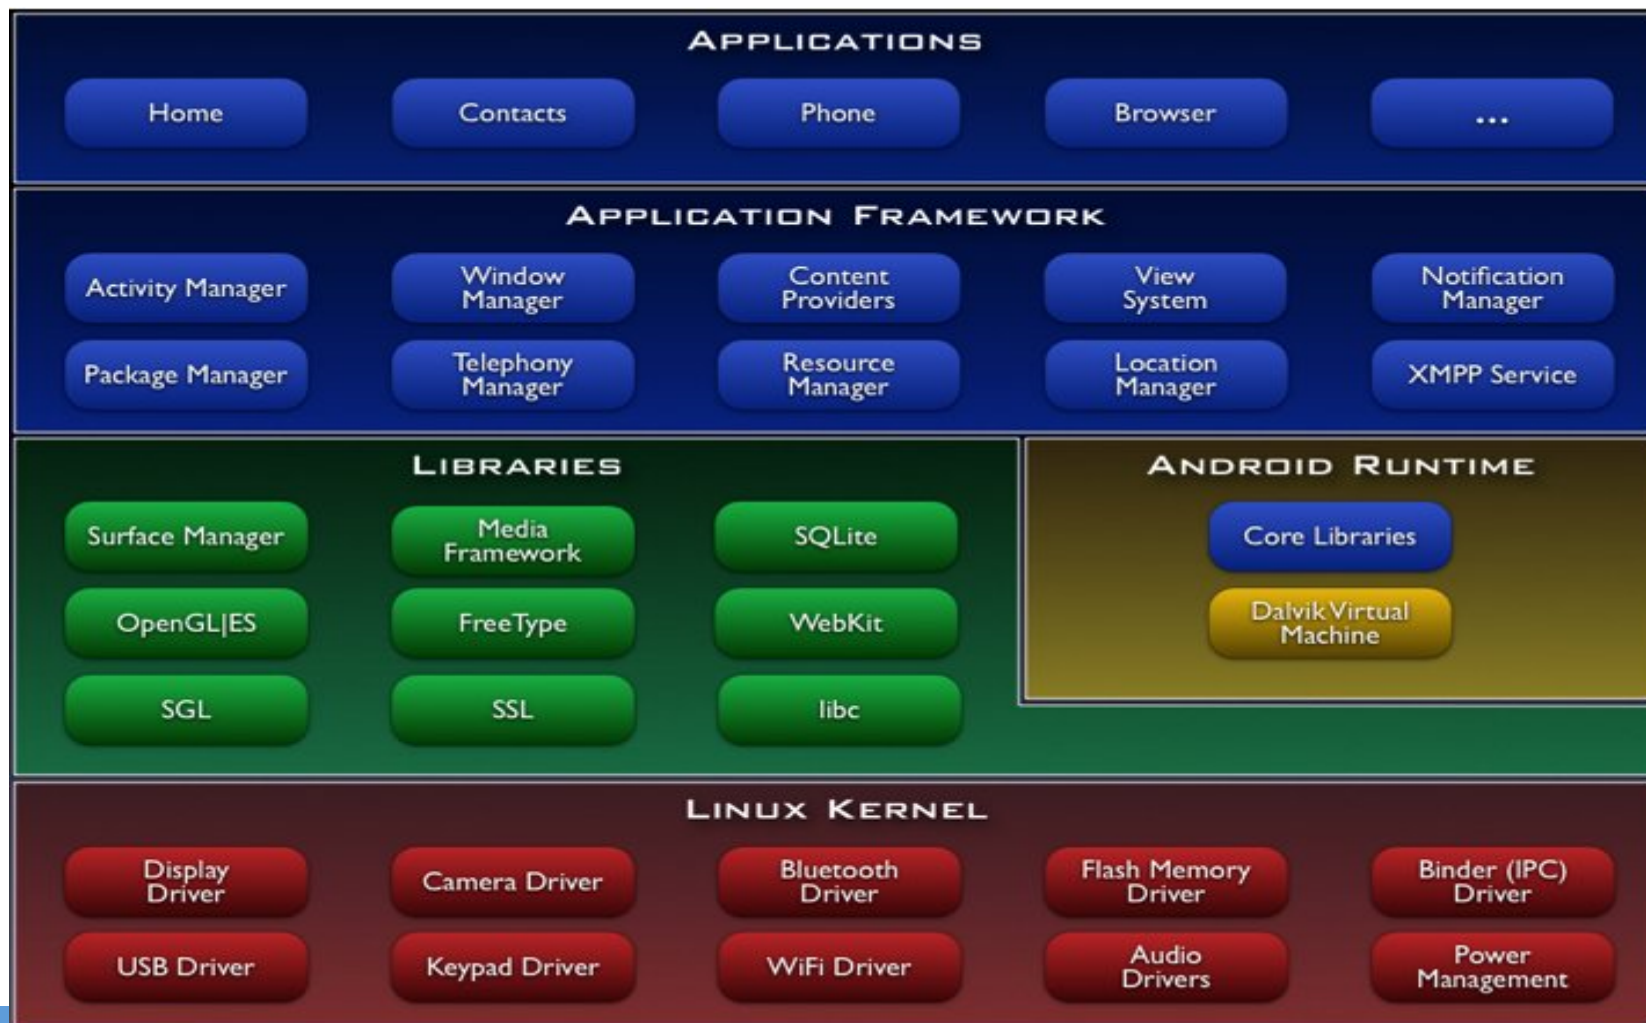 APPLICATIONS
Home
Contacts
Phone
Browser
...
APPLICATION FRAMEWORK
Activity Manager
Window
Manager
Content
Providers
View
System
Notification
Manager
Package Manager
Telephony
Manager
Resource
Manager
Location
Manager
XMPP Service
LIBRARIES
Surface Manager
Media
Framework
SQLite
OpenGL|ES
FreeType
WebKit
SGL
SSL
libc
ANDROID RUNTIME
Core Libraries
Dalvik Virtual
Machine
LINUX KERNEL
Display
Driver
Camera Driver
Bluetooth
Driver
Flash Memory
Driver
Binder (IPC)
Driver
USB Driver
Keypad Driver
WiFi Driver
Audio
Drivers
Power
Management